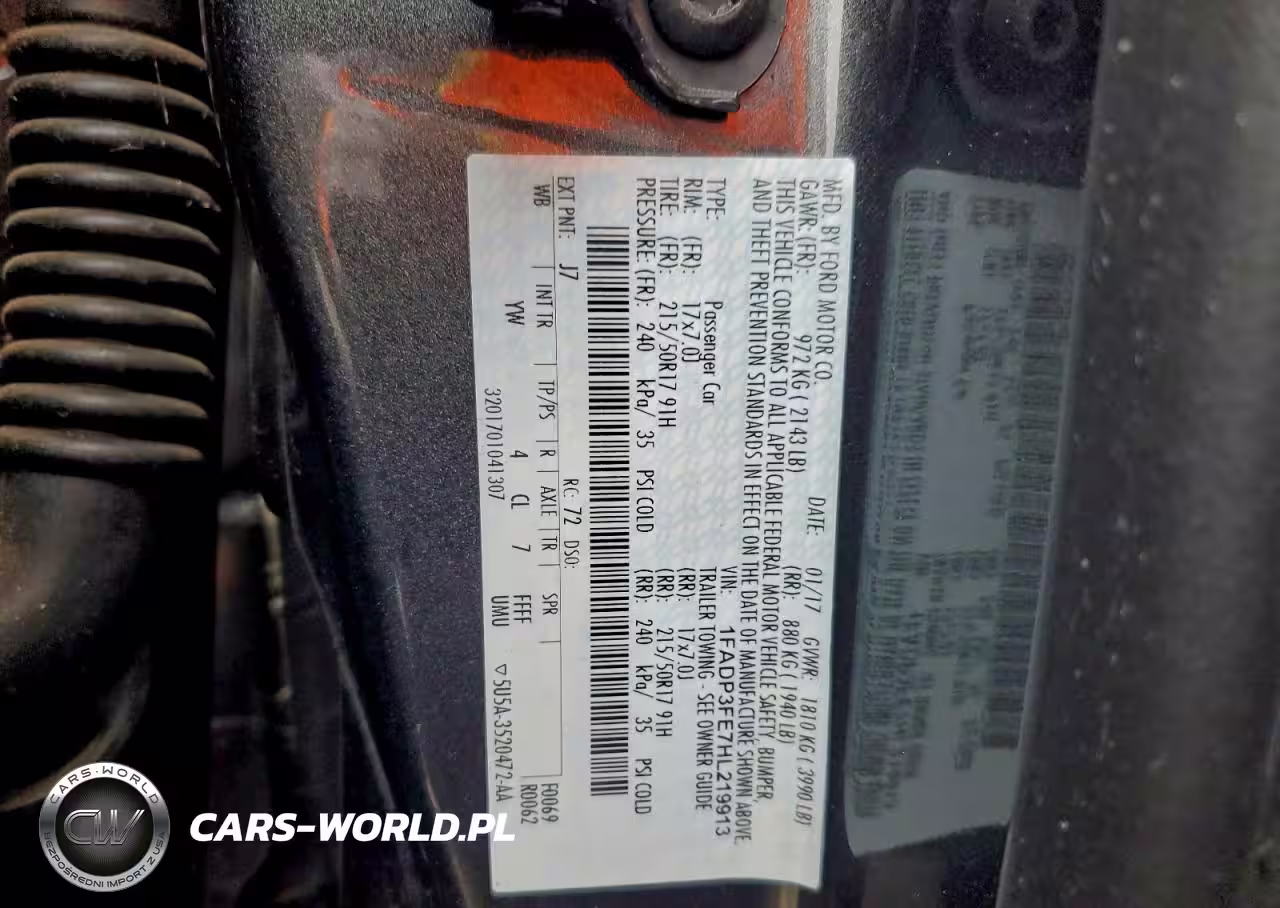 MFD. BY FORD MOTOR CO.
DATE: 01/17 GVWR: 1810 KG ( 3990 LB)
GAWR: (FR): 972 KG ( 2143 LB) (RR): 880 KG ( 1940 LB)
THIS VEHICLE CONFORMS TO ALL APPLICABLE FEDERAL MOTOR VEHICLE SAFETY, BUMPER,
AND THEFT PREVENTION STANDARDS IN EFFECT ON THE DATE OF MANUFACTURE SHOWN ABOVE.
VIN: 1FADP3FE7HL219913
TYPE: Passenger Car TRAILER TOWING - SEE OWNER GUIDE
RIM: (FR): 17x7.0J (RR): 17x7.0J
TIRE: (FR): 215/50R17 91H (RR): 215/50R17 91H
PRESSURE: (FR): 240 kPa/ 35 PSI COLD (RR): 240 kPa/ 35 PSI COLD
EXT PNT: J7 RC: 72 DSO: F0069
WB INT TR TP/PS R AXLE TR SPR R0062
YW 4 CL 7 FFFF
UMU
3201701041307 ▽5U5A-3520472-AA
CARS-WORLD
CW
BEZPOŚREDNI IMPORT Z USA
CARS-WORLD.PL